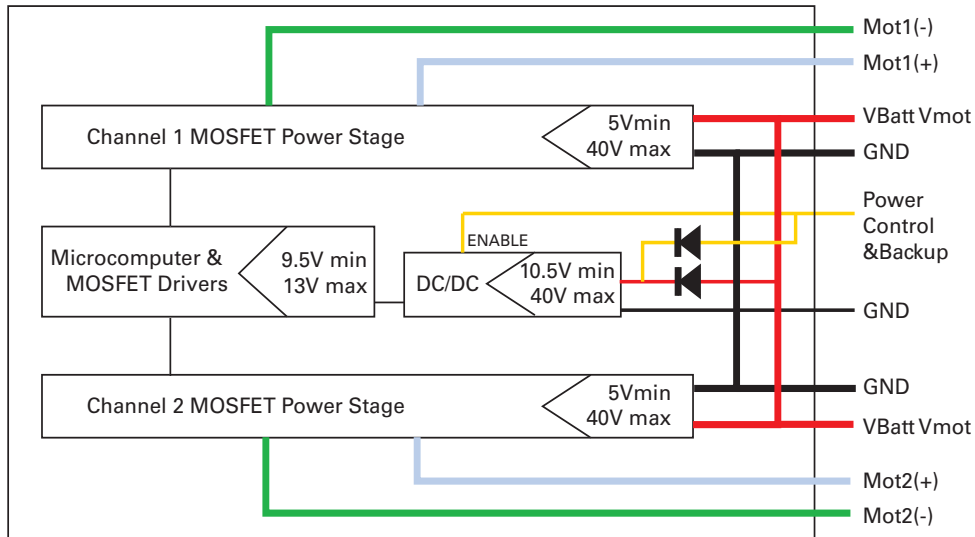 Mot1(-)
Mot1(+)
Channel 1 MOSFET Power Stage
5Vmin
40V max
VBatt Vmot
GND
Power
Control
&Backup
Microcomputer &
MOSFET Drivers
9.5V min
13V max
ENABLE
DC/DC
10.5V min
40V max
GND
GND
Channel 2 MOSFET Power Stage
5Vmin
40V max
VBatt Vmot
Mot2(+)
Mot2(-)